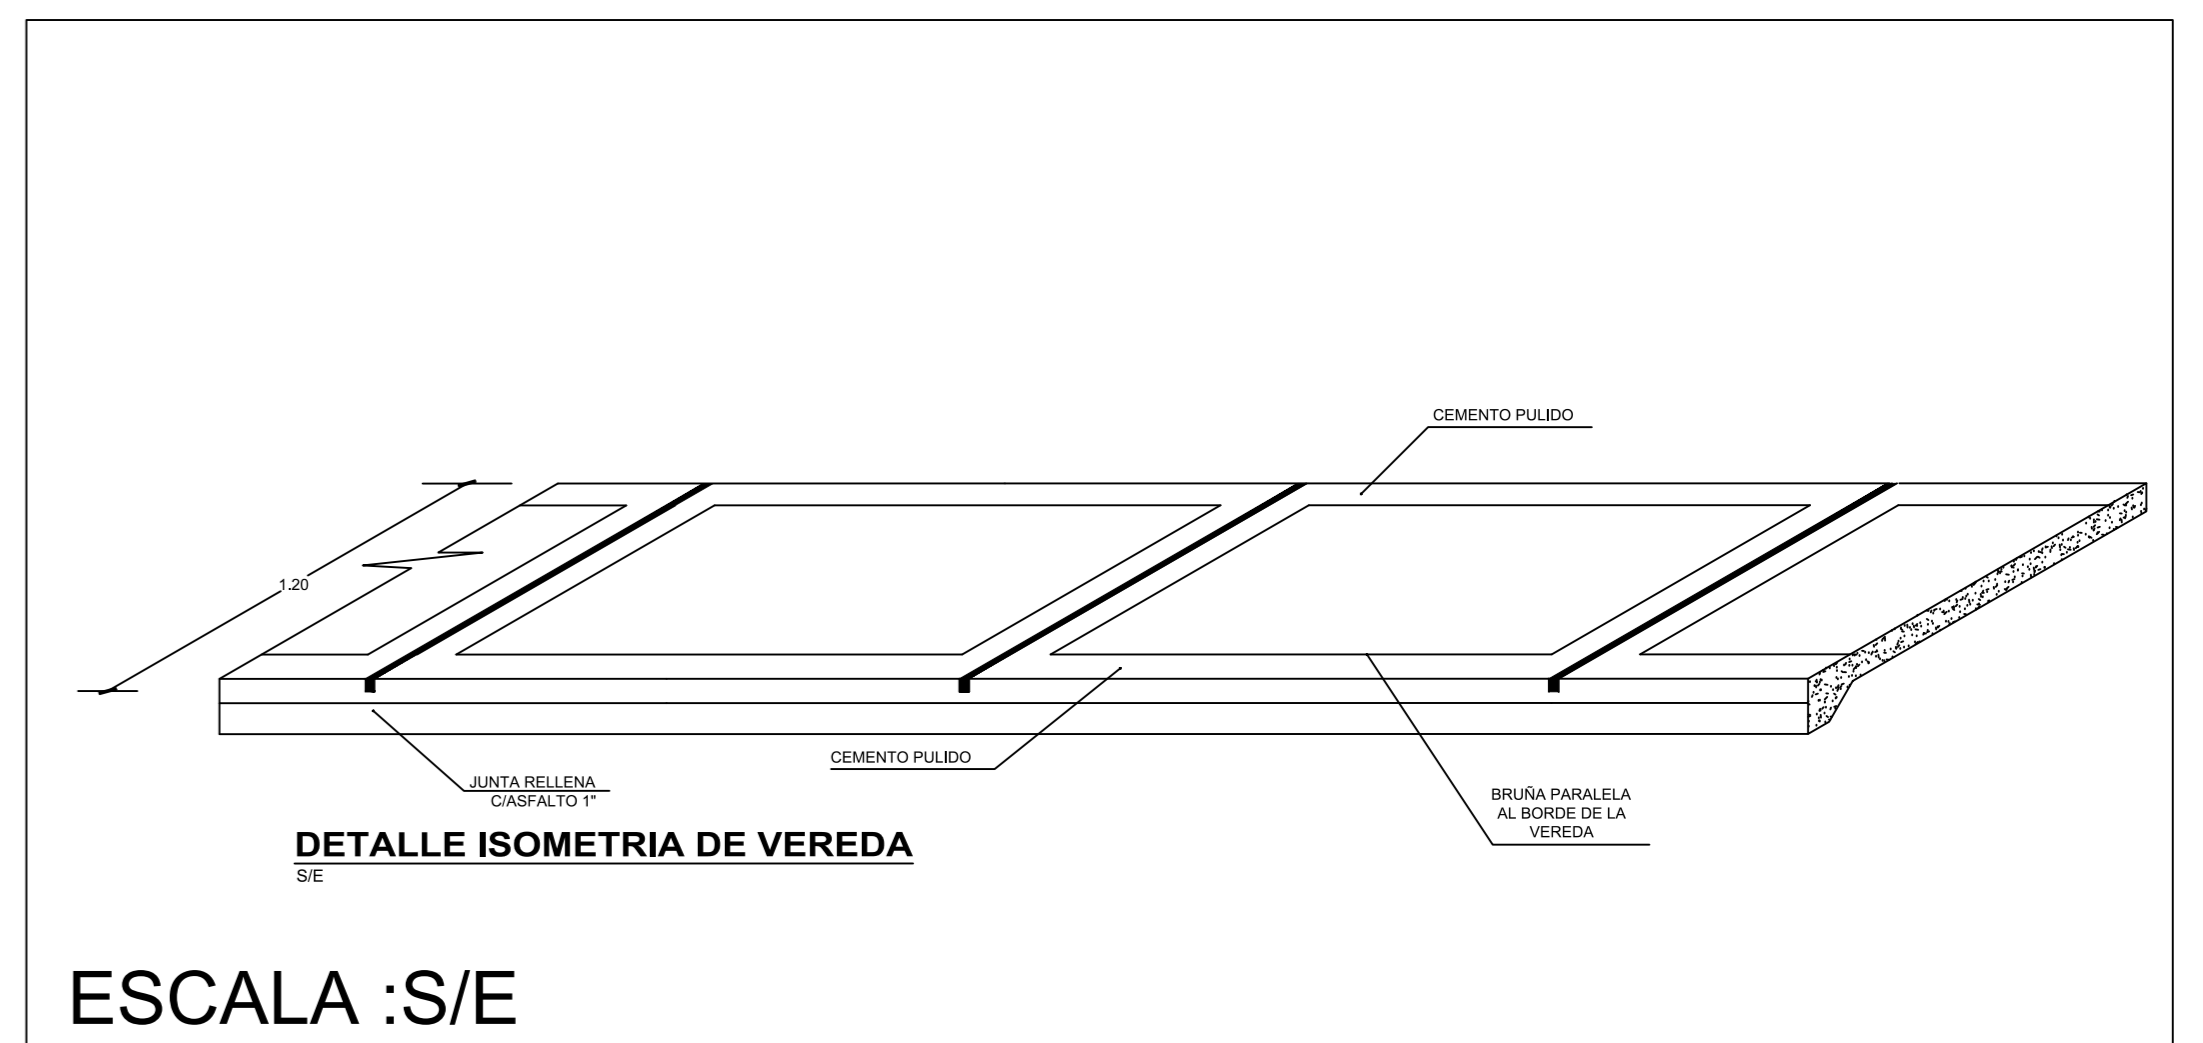 CEMENTO PULIDO
1.20
CEMENTO PULIDO
JUNTA RELLENA
C/ASFALTO 1"
BRUÑA PARALELA
AL BORDE DE LA
VEREDA
DETALLE ISOMETRIA DE VEREDA
S/E
ESCALA :S/E